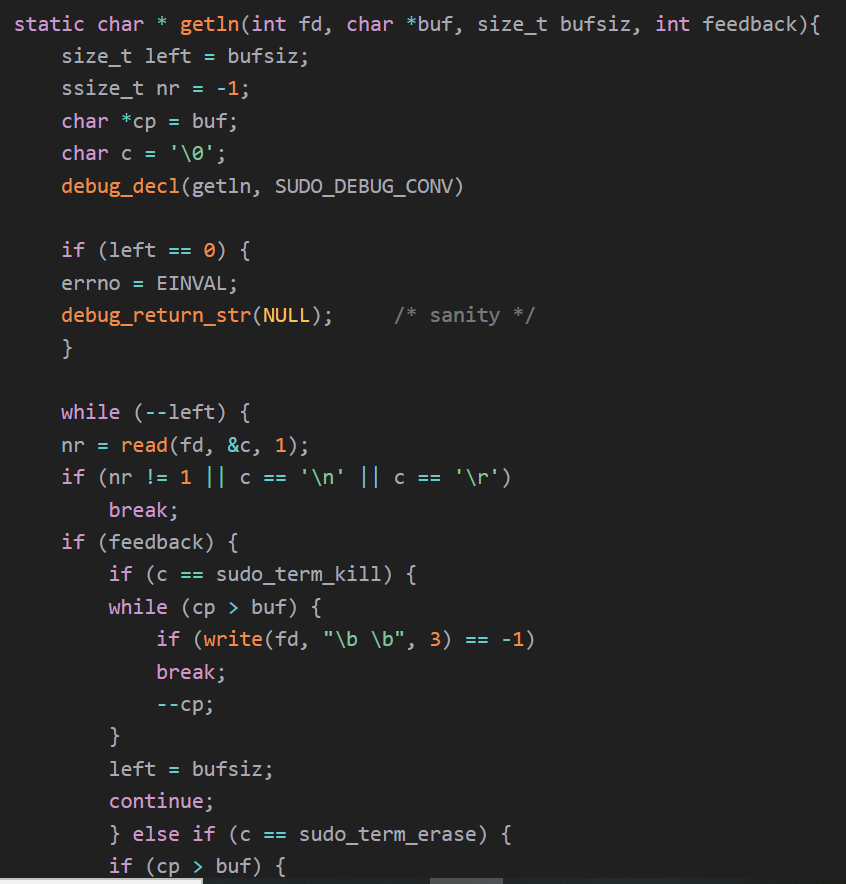 static char * getln(int fd, char *buf, size_t bufsiz, int feedback){
    size_t left = bufsiz;
    ssize_t nr = -1;
    char *cp = buf;
    char c = '\0';
    debug_decl(getln, SUDO_DEBUG_CONV)

    if (left == 0) {
    errno = EINVAL;
    debug_return_str(NULL);     /* sanity */
    }

    while (--left) {
    nr = read(fd, &c, 1);
    if (nr != 1 || c == '\n' || c == '\r')
        break;
    if (feedback) {
        if (c == sudo_term_kill) {
        while (cp > buf) {
            if (write(fd, "\b \b", 3) == -1)
            break;
            --cp;
        }
        left = bufsiz;
        continue;
        } else if (c == sudo_term_erase) {
        if (cp > buf) {